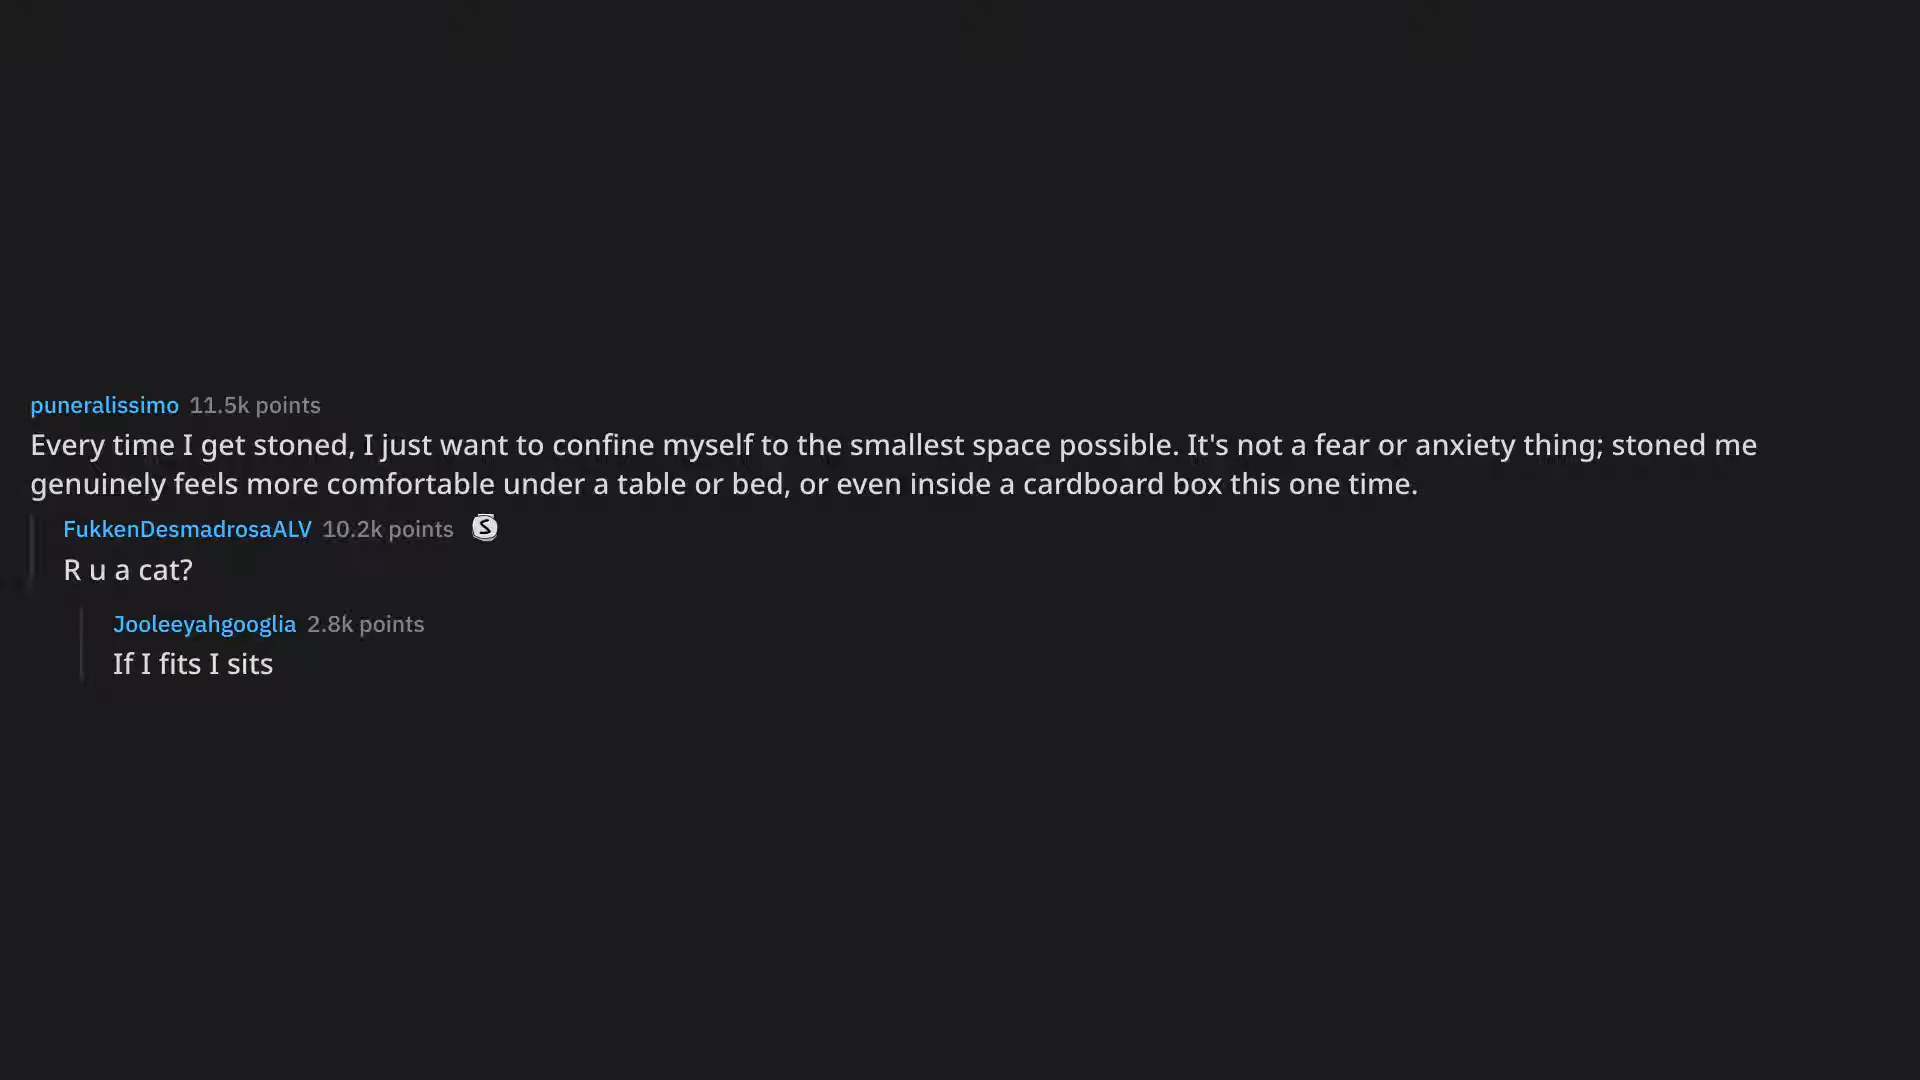 puneralissimo 11.5k points
Every time I get stoned, I just want to confine myself to the smallest space possible. It's not a fear or anxiety thing; stoned me
genuinely feels more comfortable under a table or bed, or even inside a cardboard box this one time.
FukkenDesmadrosaALV 10.2k points S
R u a cat?
Jooleeyahgooglia 2.8k points
If I fits I sits